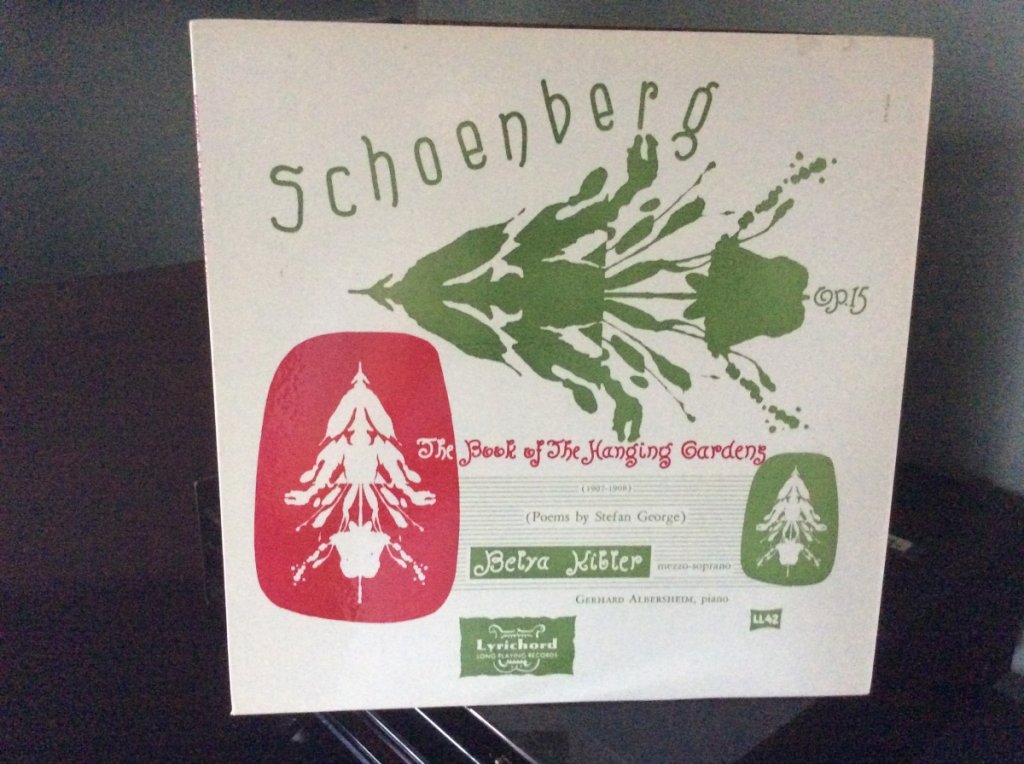 Schoenberg
Op.15
The Book of The Hanging Gardens
(1907-1908)
(Poems by Stefan George)
Belva Kibler mezzo-soprano
Gerhard Albersheim, piano
LL42
Lyrichord
LONG PLAYING RECORDS